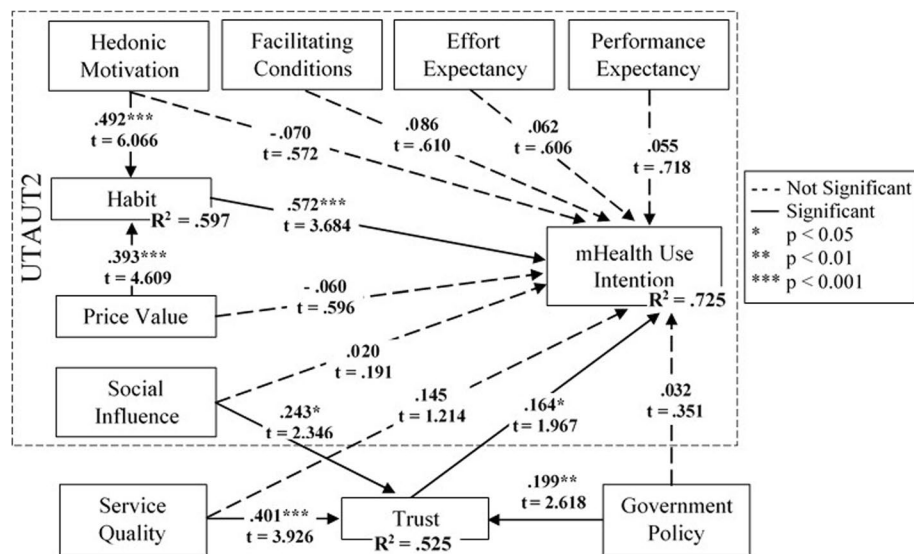 UTAUT2
Hedonic
Motivation
Facilitating
Conditions
Effort
Expectancy
Performance
Expectancy
.492***
t = 6.066
-.070
t = .572
.086
t = .610
.062
t = .606
.055
t = .718
Habit
R² = .597
.572***
t = 3.684
.393***
t = 4.609
mHealth Use
Intention
R² = .725
Price Value
-.060
t = .596
.020
t = .191
Social
Influence
.243*
t = 2.346
.145
t = 1.214
.164*
t = 1.967
.032
t = .351
Service
Quality
.401***
t = 3.926
Trust
R² = .525
.199**
t = 2.618
Government
Policy
Not Significant
Significant
* p < 0.05
** p < 0.01
*** p < 0.001